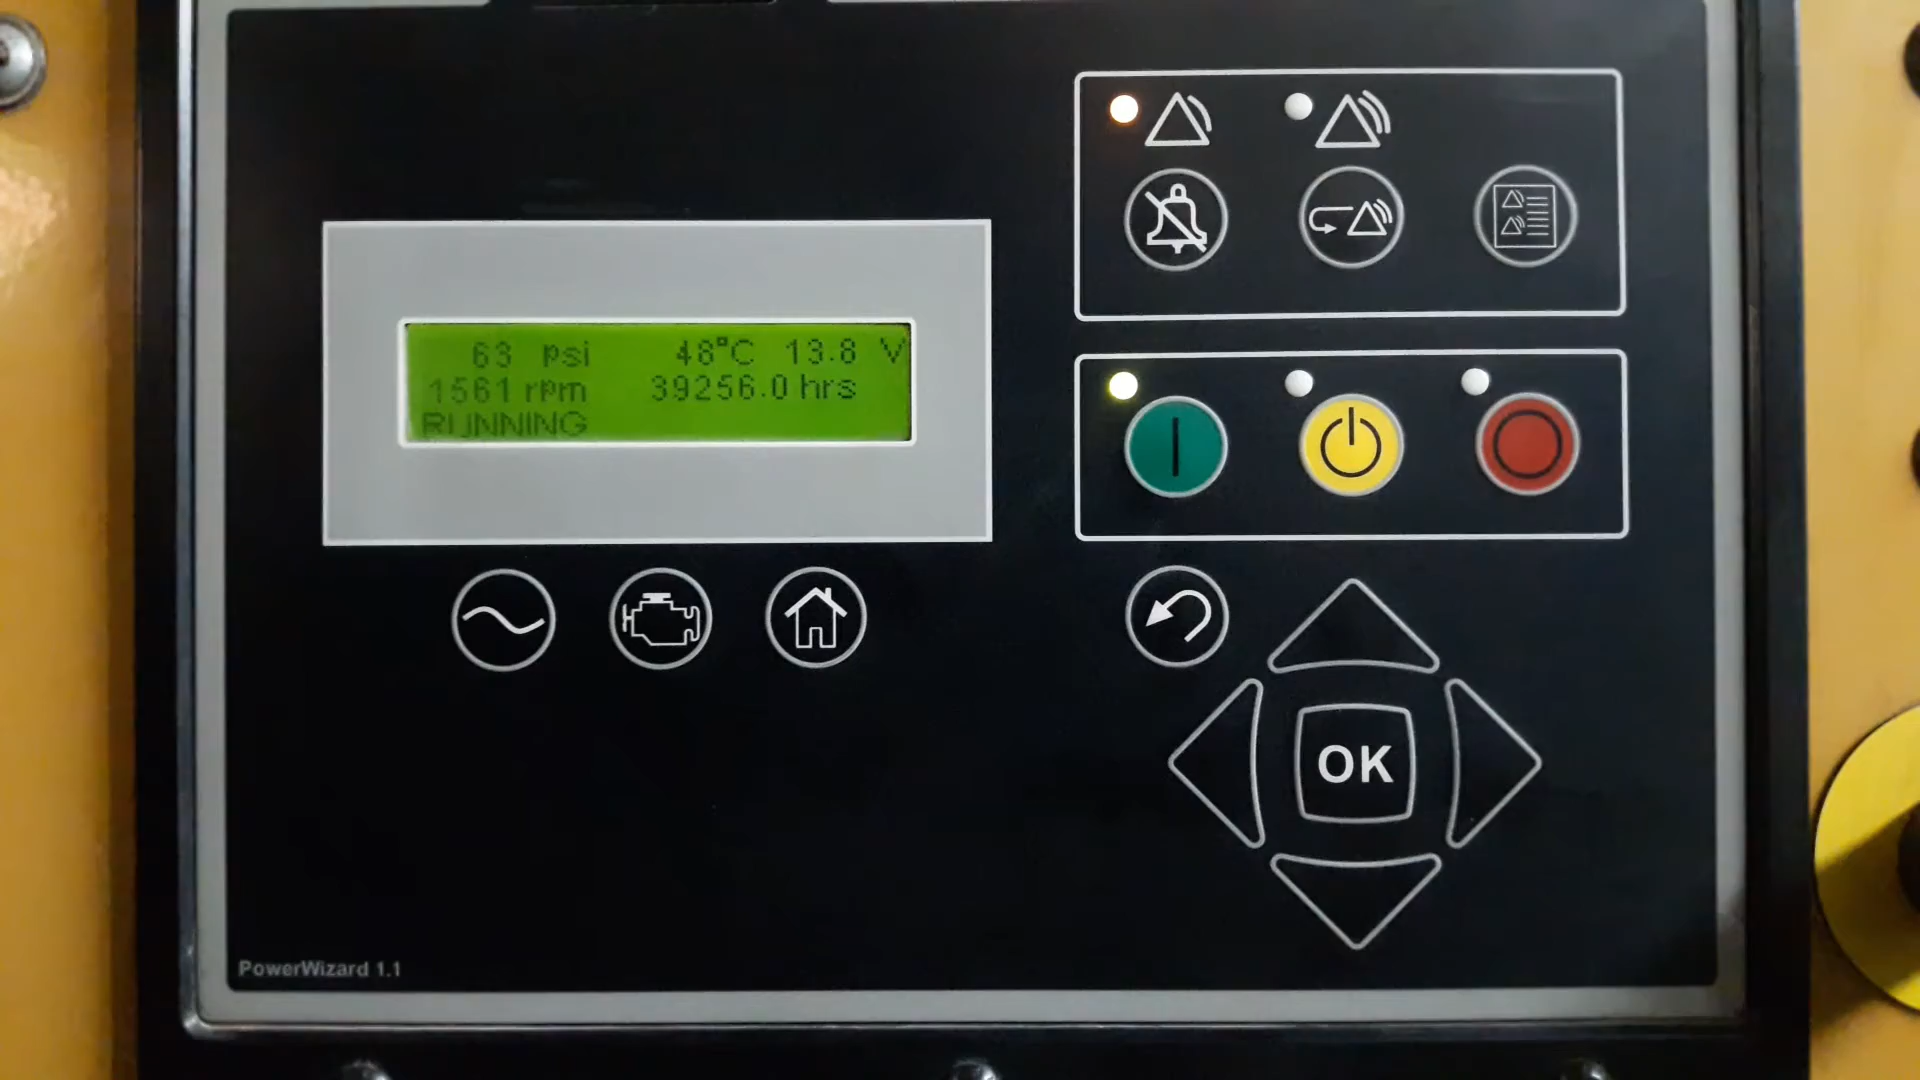 63 psi 48°C 13.8 V
1561 rpm 39256.0 hrs
RUNNING
OK
PowerWizard 1.1